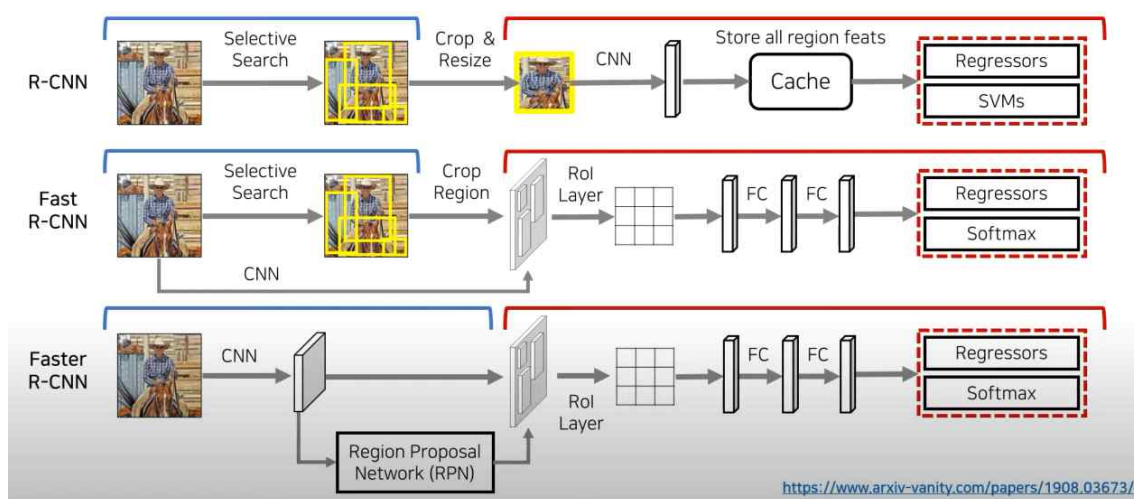 R-CNN
Selective
Search
Crop &
Resize
CNN
Store all region feats
Cache
Regressors
SVMs
Fast
R-CNN
Selective
Search
Crop
Region
CNN
RoI
Layer
FC
FC
Regressors
Softmax
Faster
R-CNN
CNN
Region Proposal
Network (RPN)
RoI
Layer
FC
FC
Regressors
Softmax
https://www.arxiv-vanity.com/papers/1908.03673/